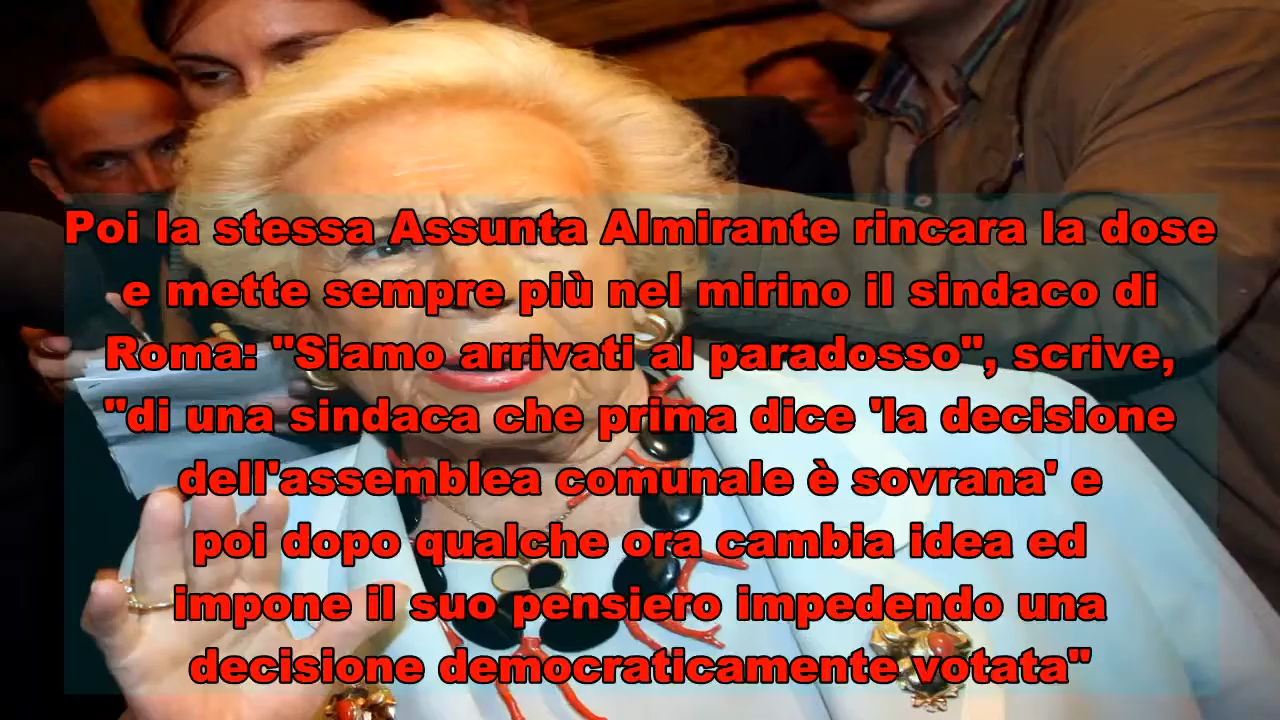 Poi la stessa Assunta Almirante rincara la dose
e mette sempre più nel mirino il sindaco di
Roma: "Siamo arrivati al paradosso", scrive,
"di una sindaca che prima dice 'la decisione
dell'assemblea comunale è sovrana' e
poi dopo qualche ora cambia idea ed
impone il suo pensiero impedendo una
decisione democraticamente votata"